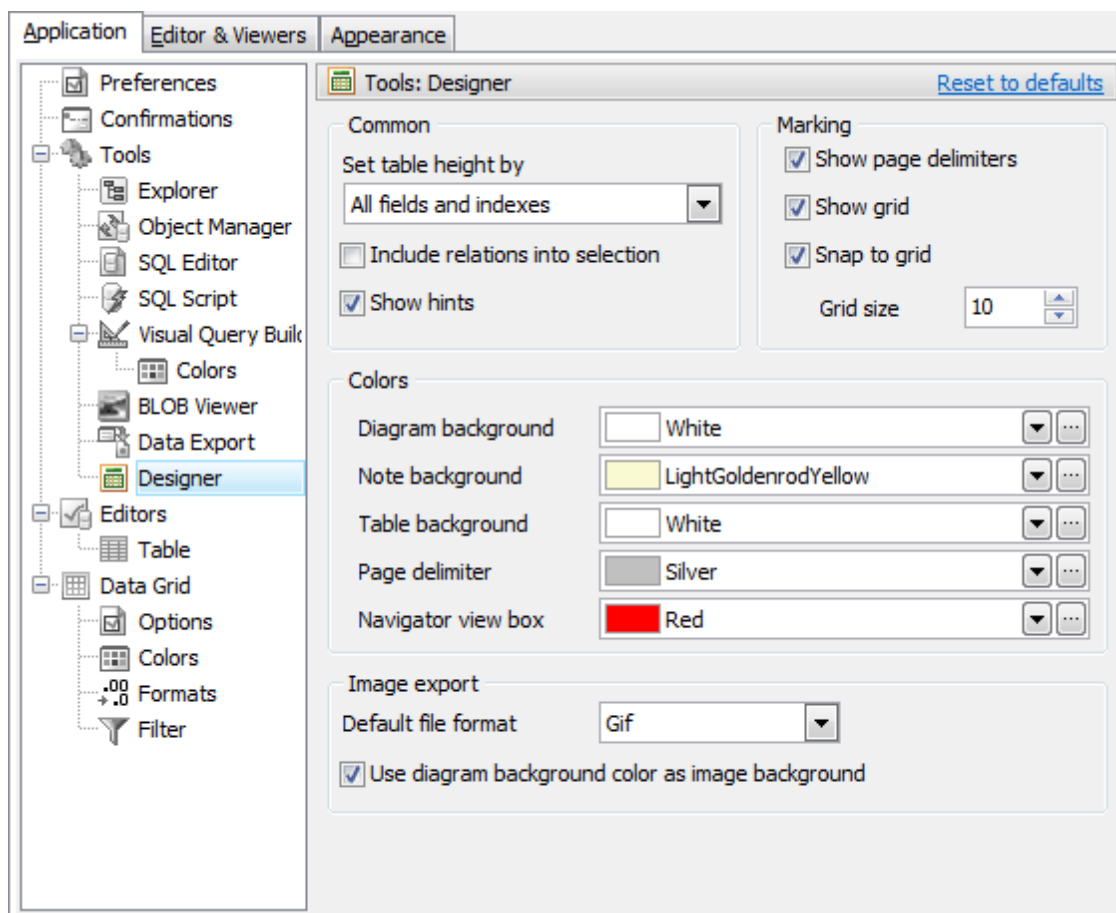 Application Editor & Viewers Appearance
Preferences
Confirmations
Tools
Explorer
Object Manager
SQL Editor
SQL Script
Visual Query Build
Colors
BLOB Viewer
Data Export
Designer
Editors
Table
Data Grid
Options
Colors
Formats
Filter
Tools: Designer Reset to defaults
Common
Set table height by
All fields and indexes
Include relations into selection
Show hints
Marking
Show page delimiters
Show grid
Snap to grid
Grid size 10
Colors
Diagram background White
Note background LightGoldenrodYellow
Table background White
Page delimiter Silver
Navigator view box Red
Image export
Default file format Gif
Use diagram background color as image background